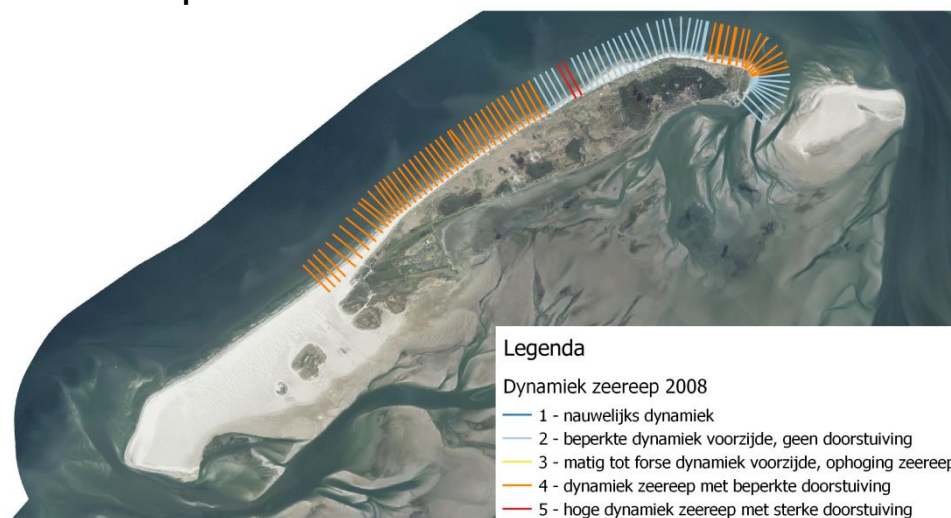 Legenda
Dynamiek zeereep 2008
1 - nauwelijks dynamiek
2 - beperkte dynamiek voorzijde, geen doorstuiving
3 - matig tot forse dynamiek voorzijde, ophoging zeereep
4 - dynamiek zeereep met beperkte doorstuiving
5 - hoge dynamiek zeereep met sterke doorstuiving